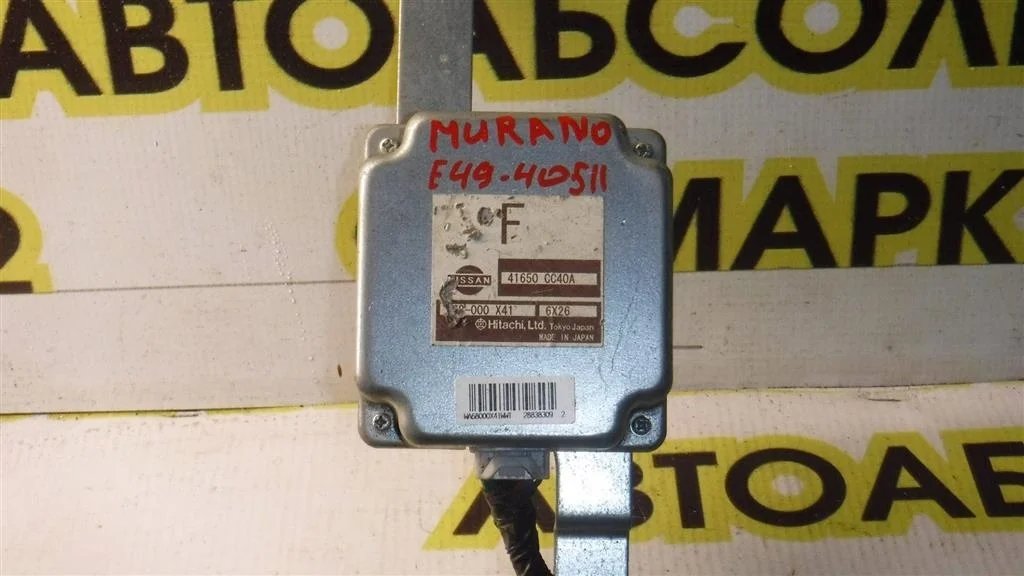 АВТОАБСОЛ
MURANO
E49-40511
F
МАРК
NISSAN
41650 CC40A
-000 X41
6X26
Hitachi, Ltd. Tokyo Japan
MADE IN JAPAN
WA58000X41WWT 28838309 2
АВТОАБ